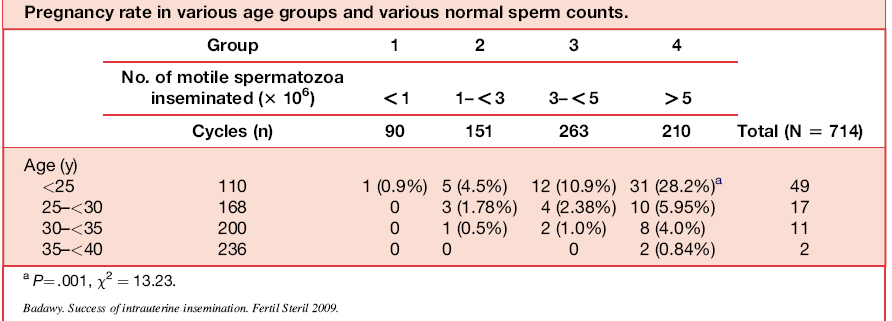 Pregnancy rate in various age groups and various normal sperm counts.
Group 1 2 3 4
No. of motile spermatozoa
inseminated (× 10⁶) <1 1–<3 3–<5 >5
Cycles (n) 90 151 263 210 Total (N = 714)
Age (y)
<25 110 1 (0.9%) 5 (4.5%) 12 (10.9%) 31 (28.2%)ᵃ 49
25–<30 168 0 3 (1.78%) 4 (2.38%) 10 (5.95%) 17
30–<35 200 0 1 (0.5%) 2 (1.0%) 8 (4.0%) 11
35–<40 236 0 0 0 2 (0.84%) 2
ᵃ P=.001, χ² = 13.23.
Badawy. Success of intrauterine insemination. Fertil Steril 2009.